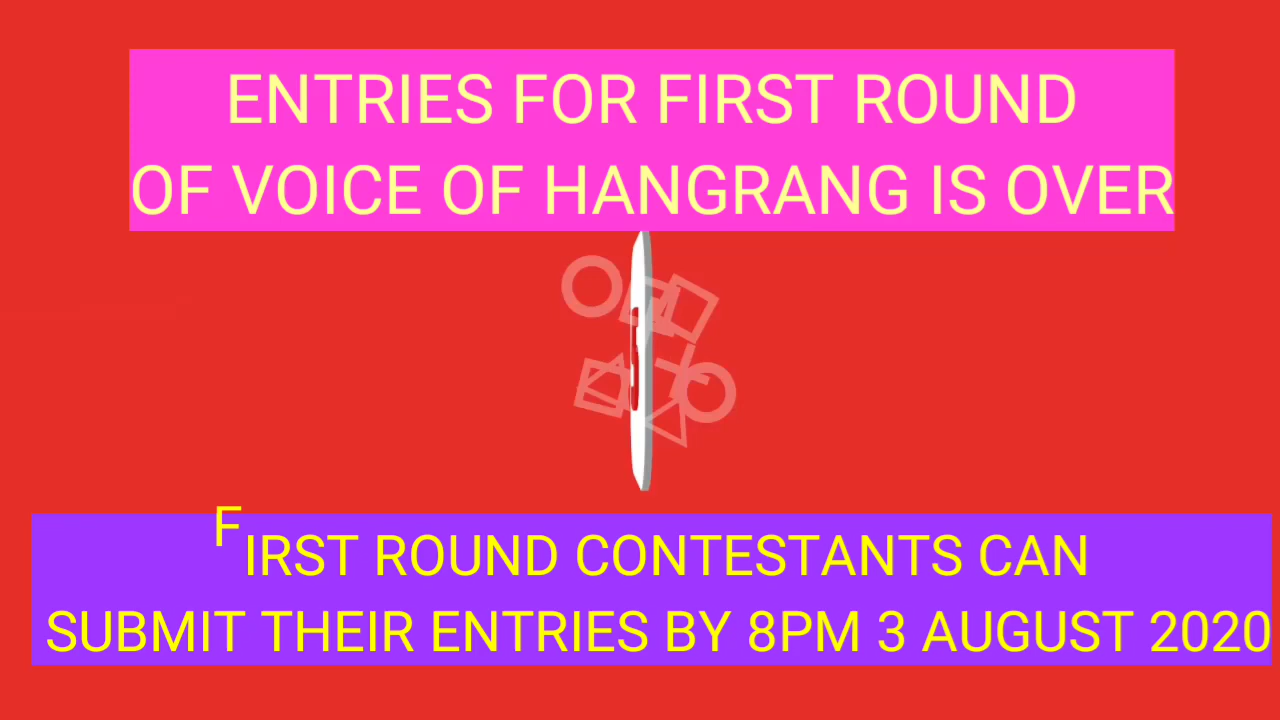 ENTRIES FOR FIRST ROUND
OF VOICE OF HANGRANG IS OVER
FIRST ROUND CONTESTANTS CAN
SUBMIT THEIR ENTRIES BY 8PM 3 AUGUST 2020